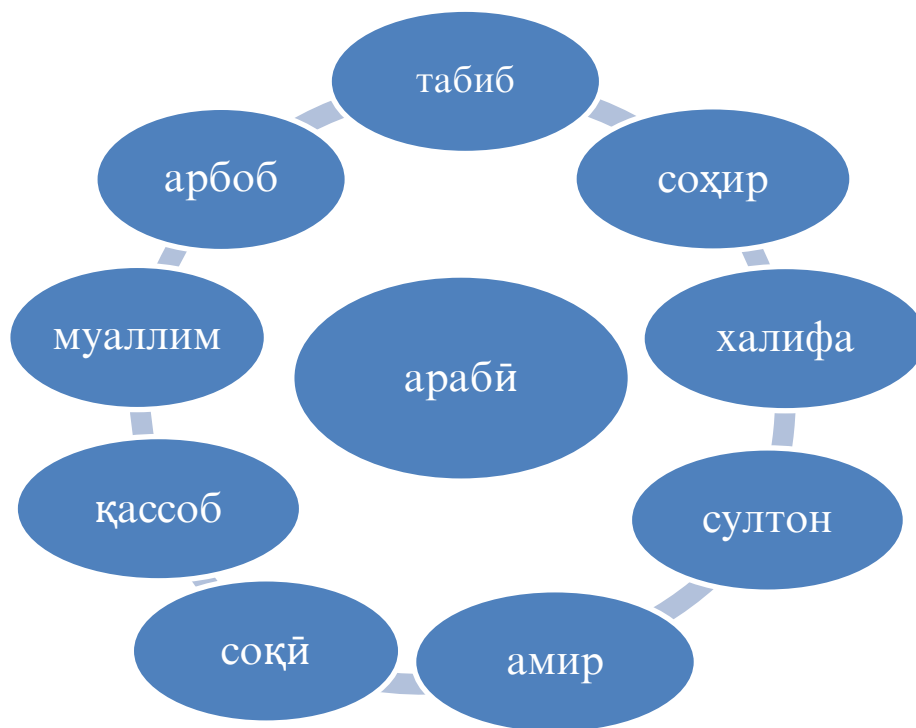 табиб
соҳир
халифа
султон
амир
соқӣ
қассоб
муаллим
арбоб
арабӣ